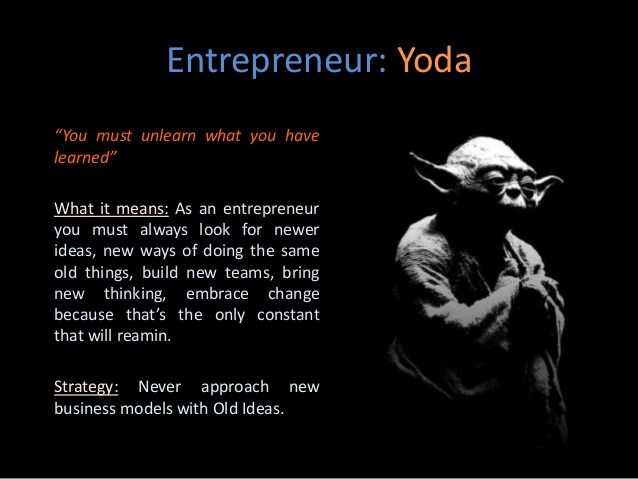 Entrepreneur: Yoda
“You must unlearn what you have
learned”
What it means: As an entrepreneur
you must always look for newer
ideas, new ways of doing the same
old things, build new teams, bring
new thinking, embrace change
because that’s the only constant
that will reamin.
Strategy: Never approach new
business models with Old Ideas.